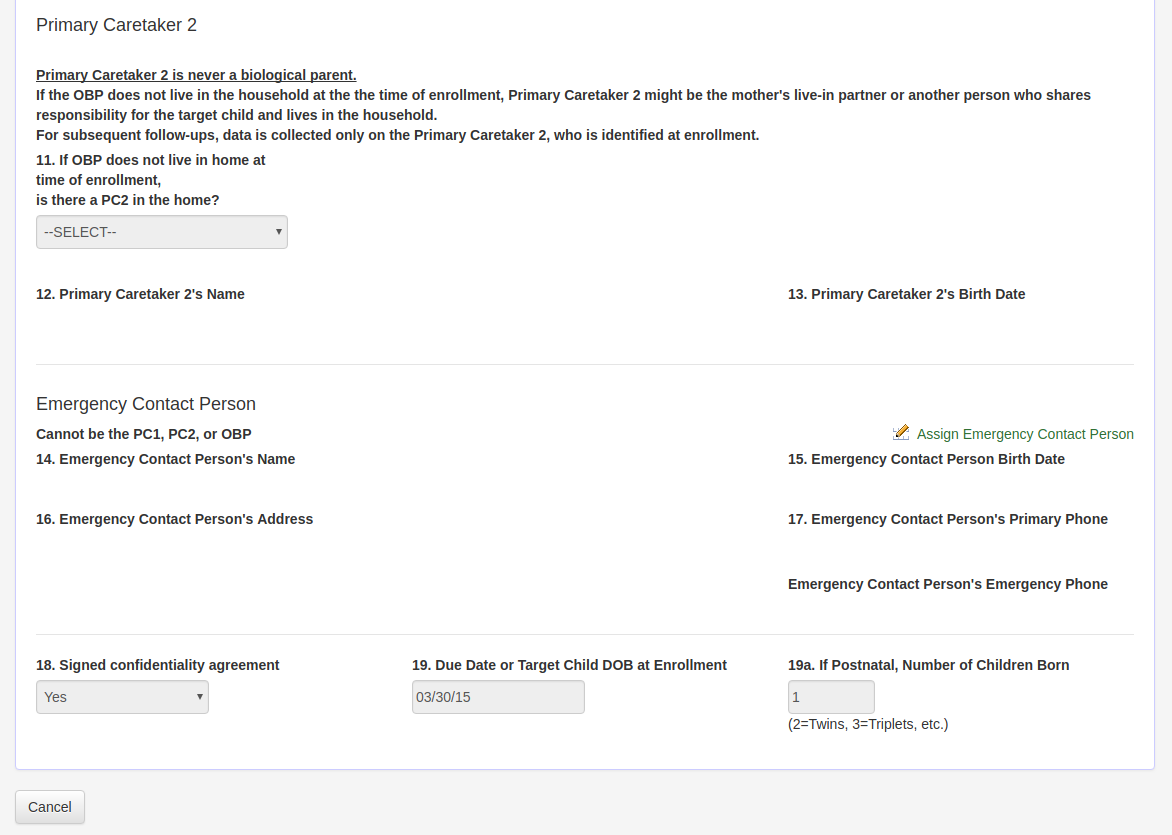 Primary Caretaker 2
Primary Caretaker 2 is never a biological parent.
If the OBP does not live in the household at the the time of enrollment, Primary Caretaker 2 might be the mother's live-in partner or another person who shares
responsibility for the target child and lives in the household.
For subsequent follow-ups, data is collected only on the Primary Caretaker 2, who is identified at enrollment.
11. If OBP does not live in home at
time of enrollment,
is there a PC2 in the home?
--SELECT--
12. Primary Caretaker 2's Name
13. Primary Caretaker 2's Birth Date
Emergency Contact Person
Cannot be the PC1, PC2, or OBP
Assign Emergency Contact Person
14. Emergency Contact Person's Name
15. Emergency Contact Person Birth Date
16. Emergency Contact Person's Address
17. Emergency Contact Person's Primary Phone
Emergency Contact Person's Emergency Phone
18. Signed confidentiality agreement
19. Due Date or Target Child DOB at Enrollment
19a. If Postnatal, Number of Children Born
Yes
03/30/15
1
(2=Twins, 3=Triplets, etc.)
Cancel